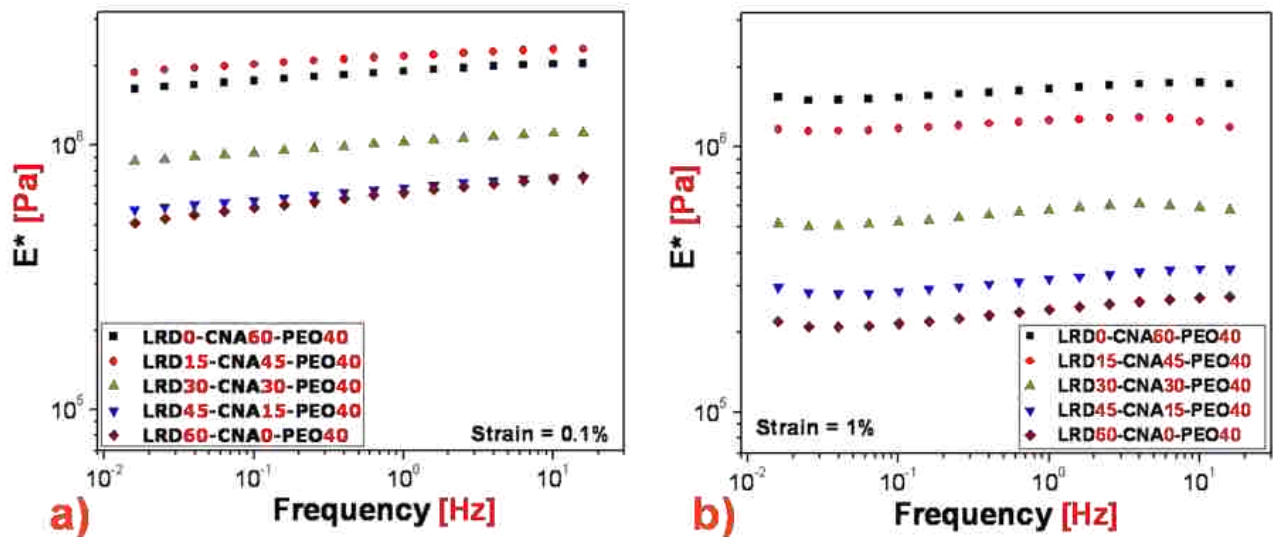 10⁶
10⁵
E* [Pa]
LRD0-CNA60-PEO40
LRD15-CNA45-PEO40
LRD30-CNA30-PEO40
LRD45-CNA15-PEO40
LRD60-CNA0-PEO40
Strain = 0.1%
10⁻² 10⁻¹ 10⁰ 10¹
Frequency [Hz]
a)
10⁶
10⁵
E* [Pa]
LRD0-CNA60-PEO40
LRD15-CNA45-PEO40
LRD30-CNA30-PEO40
LRD45-CNA15-PEO40
LRD60-CNA0-PEO40
Strain = 1%
10⁻² 10⁻¹ 10⁰ 10¹
Frequency [Hz]
b)